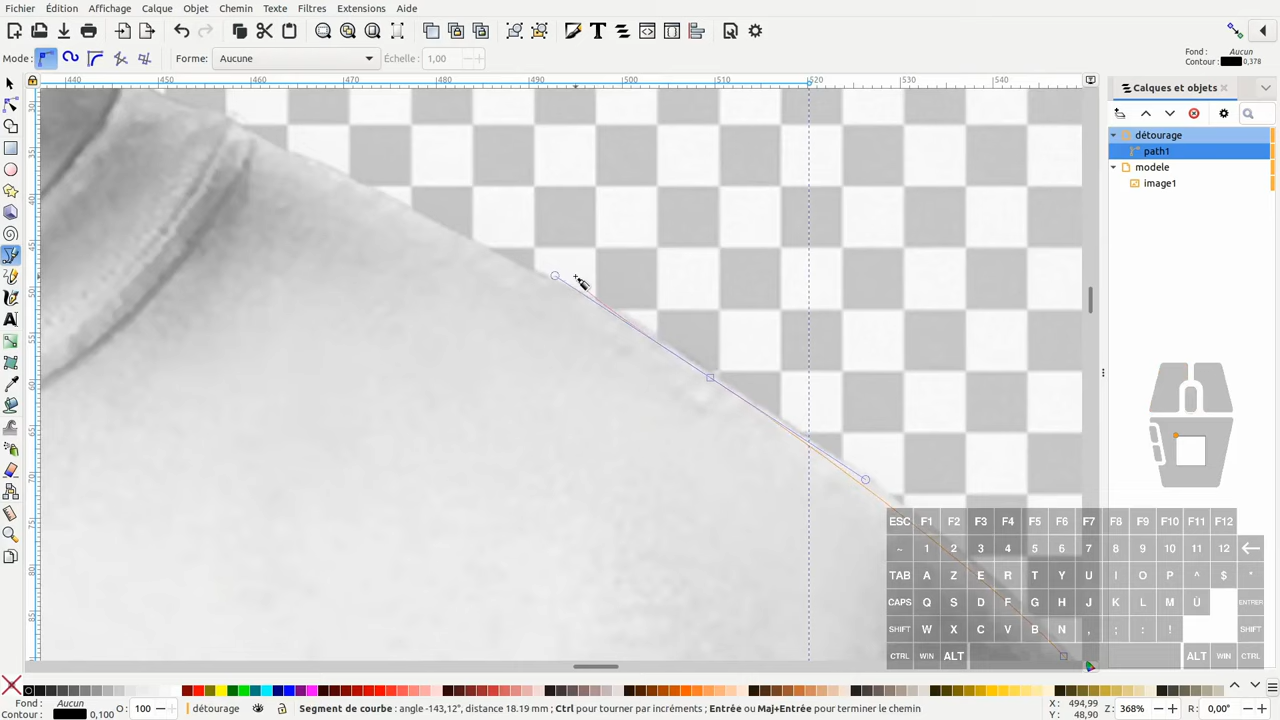 Fichier Édition Affichage Calque Objet Chemin Texte Filtres Extensions Aide
Mode: Forme: Aucune Échelle : 1,00
Fond : Aucun
Contour : 0,378
440 450 460 470 480 490 500 510 520 530 540
Calques et objets
détourage
path1
modele
image1
ESC F1 F2 F3 F4 F5 F6 F7 F8 F9 F10 F11 F12
~ 1 2 3 4 5 6 7 8 9 10 11 12
TAB A Z E R T Y U I O P ^ $ *
CAPS Q S D F G H J K L M Ü ENTRER
SHIFT W X C V B N , ; : ! SHIFT
CTRL WIN ALT ALT WIN CTRL
Fond : Aucun
Contour : 0,100
O: 100
détourage
Segment de courbe : angle-143,12°, distance 18.19 mm ; Ctrl pour tourner par incréments ; Entrée ou Maj+Entrée pour terminer le chemin
X: 494,99
Y: 48,90
Z: 368%
R: 0,00°